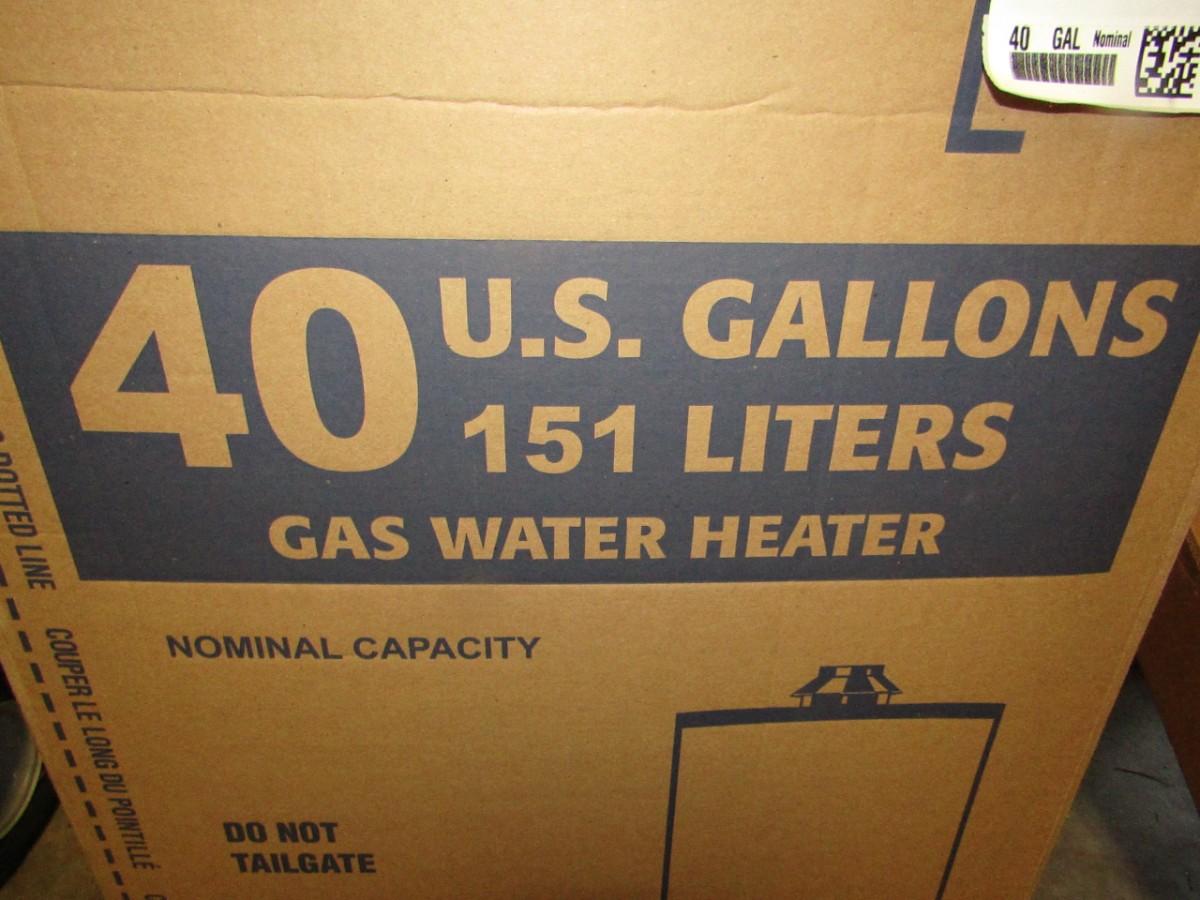 40 GAL Nominal
40 U.S. GALLONS
151 LITERS
GAS WATER HEATER
NOMINAL CAPACITY
DO NOT
TAILGATE
DOTTED LINE
COUPER LE LONG DU POINTILLÉ